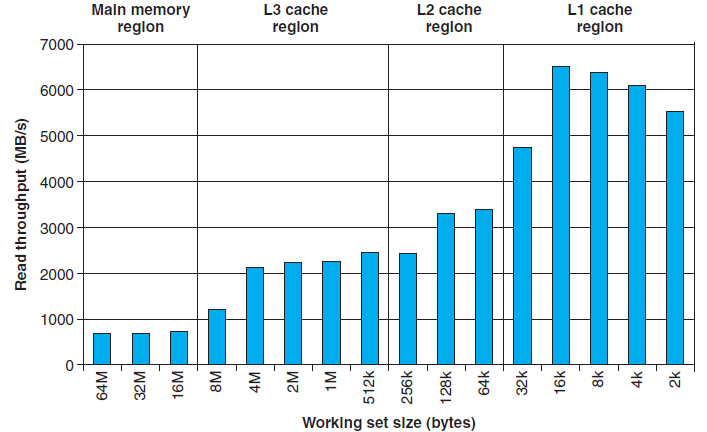 Main memory region
L3 cache region
L2 cache region
L1 cache region
7000
6000
5000
4000
3000
2000
1000
0
Read throughput (MB/s)
64M
32M
16M
8M
4M
2M
1M
512k
256k
128k
64k
32k
16k
8k
4k
2k
Working set size (bytes)